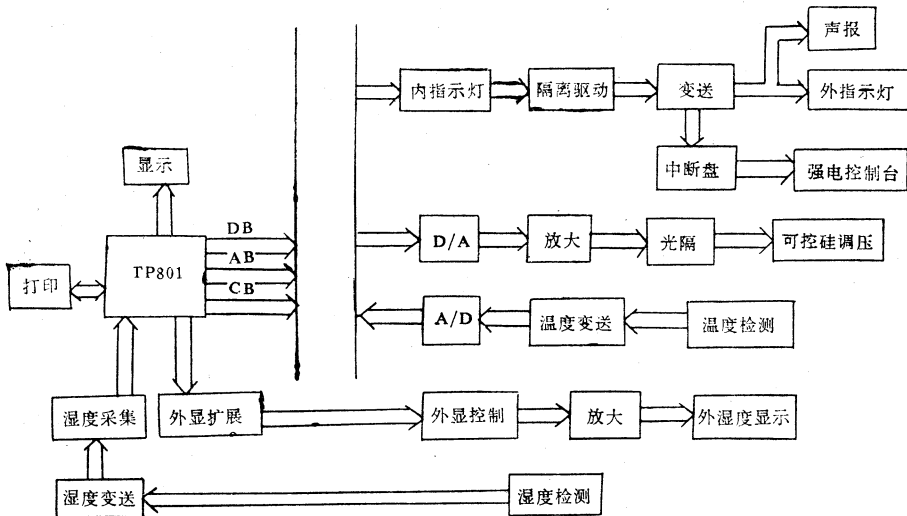 声报
内指示灯
隔离驱动
变送
外指示灯
显示
中断盘
强电控制台
DB
D/A
放大
光隔
可控硅调压
AB
TP801
打印
CB
A/D
温度变送
温度检测
湿度采集
外显扩展
外显控制
放大
外湿度显示
湿度变送
湿度检测